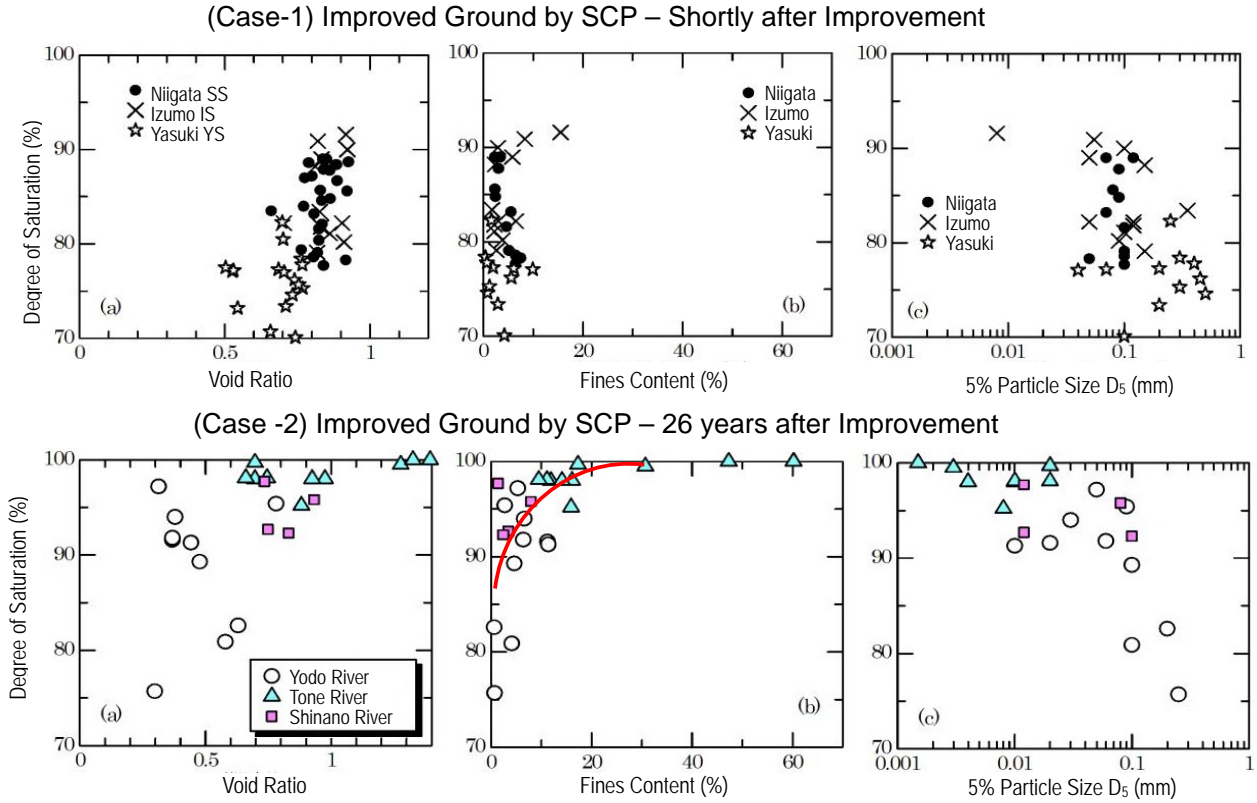 (Case-1) Improved Ground by SCP – Shortly after Improvement
Degree of Saturation (%)
100
90
80
70
Niigata SS
Izumo IS
Yasuki YS
(a)
0
0.5
1
Void Ratio
100
90
80
70
Niigata
Izumo
Yasuki
(b)
0
20
40
60
Fines Content (%)
100
90
80
70
Niigata
Izumo
Yasuki
(c)
0.001
0.01
0.1
1
5% Particle Size D₅ (mm)
(Case -2) Improved Ground by SCP – 26 years after Improvement
Degree of Saturation (%)
100
90
80
70
Yodo River
Tone River
Shinano River
(a)
0
0.5
1
Void Ratio
100
90
80
70
(b)
0
20
40
60
Fines Content (%)
100
90
80
70
(c)
0.001
0.01
0.1
1
5% Particle Size D₅ (mm)